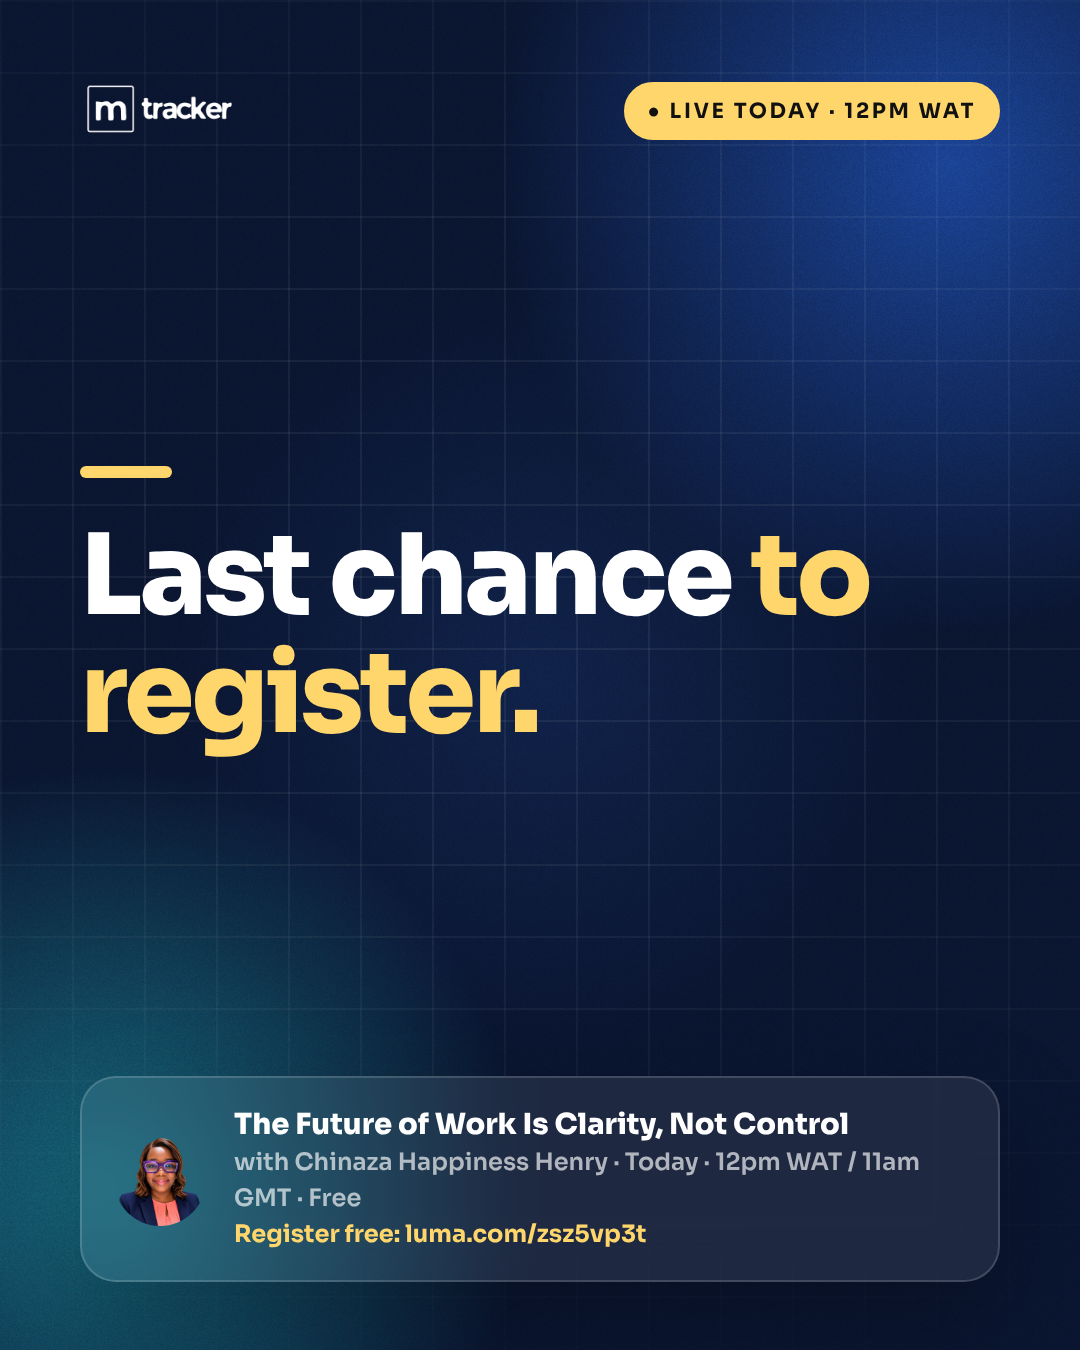 m tracker
• LIVE TODAY · 12PM WAT
Last chance to
register.
The Future of Work Is Clarity, Not Control
with Chinaza Happiness Henry · Today · 12pm WAT / 11am
GMT · Free
Register free: luma.com/zsz5vp3t